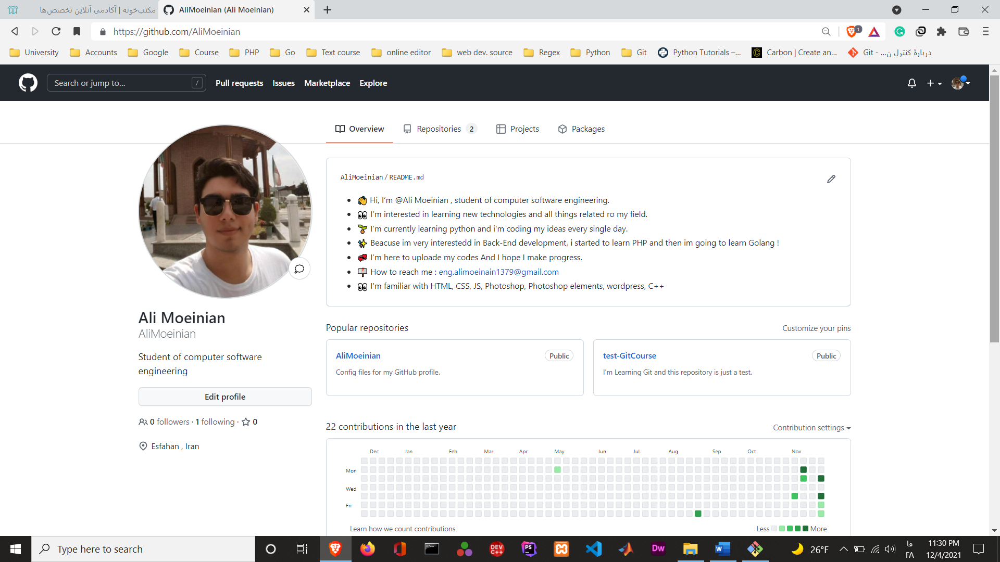 مکتب‌خونه | آکادمی آنلاین تخصص‌ها
AliMoeinian (Ali Moeinian)
https://github.com/AliMoeinian
1
University
Accounts
Google
Course
PHP
Go
Text course
online editor
web dev. source
Regex
Python
Git
Python Tutorials –...
Carbon | Create an...
Git - ...دربارهٔ کنترل ن
Search or jump to...
/
Pull requests
Issues
Marketplace
Explore
Overview
Repositories 2
Projects
Packages
AliMoeinian / README.md
Hi, I'm @Ali Moeinian , student of computer software engineering.
I'm interested in learning new technologies and all things related ro my field.
I'm currently learning python and i'm coding my ideas every single day.
Beacuse im very interestedd in Back-End development, i started to learn PHP and then im going to learn Golang !
I'm here to uploade my codes And I hope I make progress.
How to reach me : eng.alimoeinain1379@gmail.com
I'm familiar with HTML, CSS, JS, Photoshop, Photoshop elements, wordpress, C++
Ali Moeinian
AliMoeinian
Student of computer software
engineering
Edit profile
0 followers · 1 following · 0
Esfahan , Iran
Popular repositories
Customize your pins
AliMoeinian
Public
Config files for my GitHub profile.
test-GitCourse
Public
I'm Learning Git and this repository is just a test.
22 contributions in the last year
Contribution settings
Dec Jan Feb Mar Apr May Jun Jul Aug Sep Oct Nov
Mon
Wed
Fri
Learn how we count contributions
Less
More
Type here to search
DEV C++
PS
Dw
W
26°F
فا
FA
11:30 PM
12/4/2021